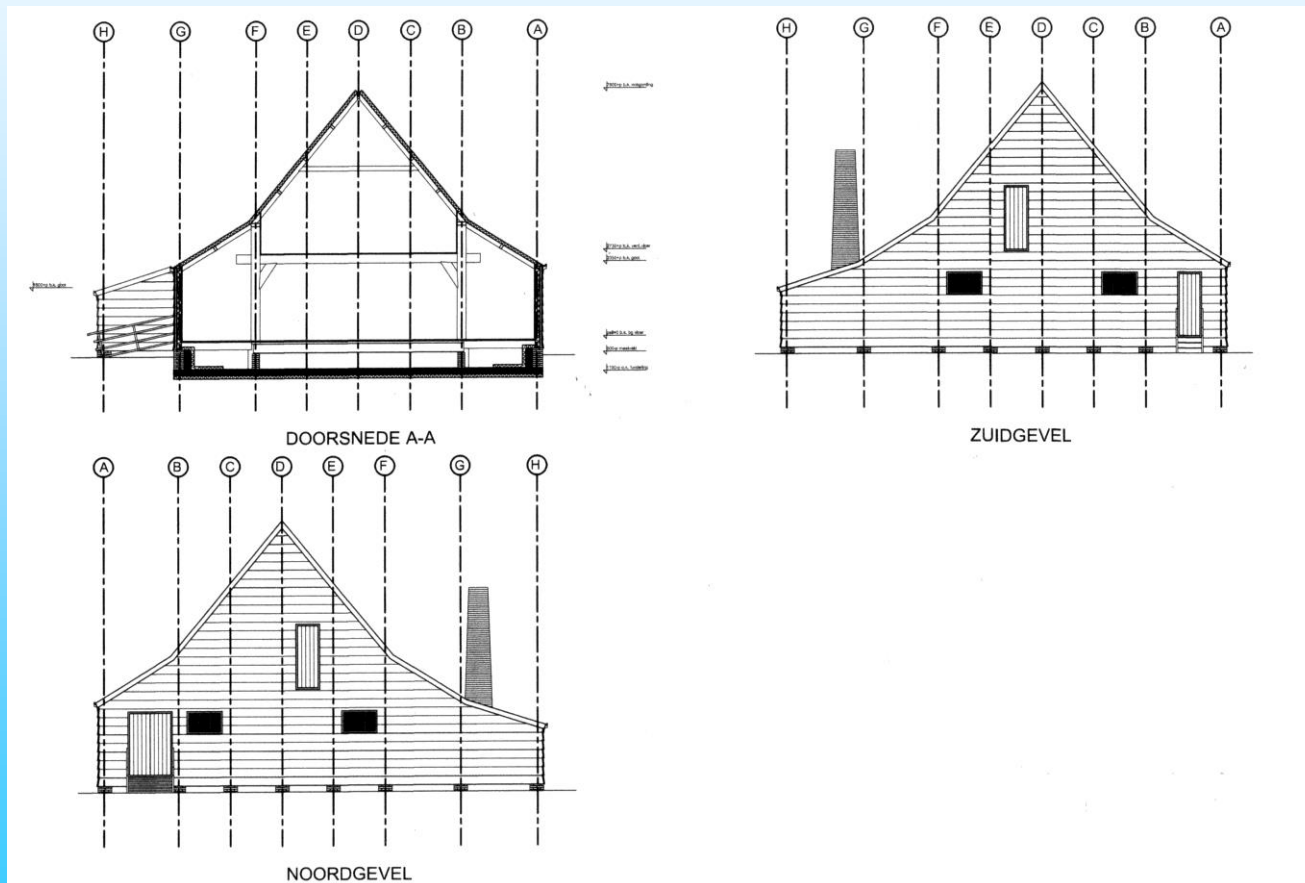 H G F E D C B A
DOORSNEDE A-A
H G F E D C B A
ZUIDGEVEL
A B C D E F G H
NOORDGEVEL